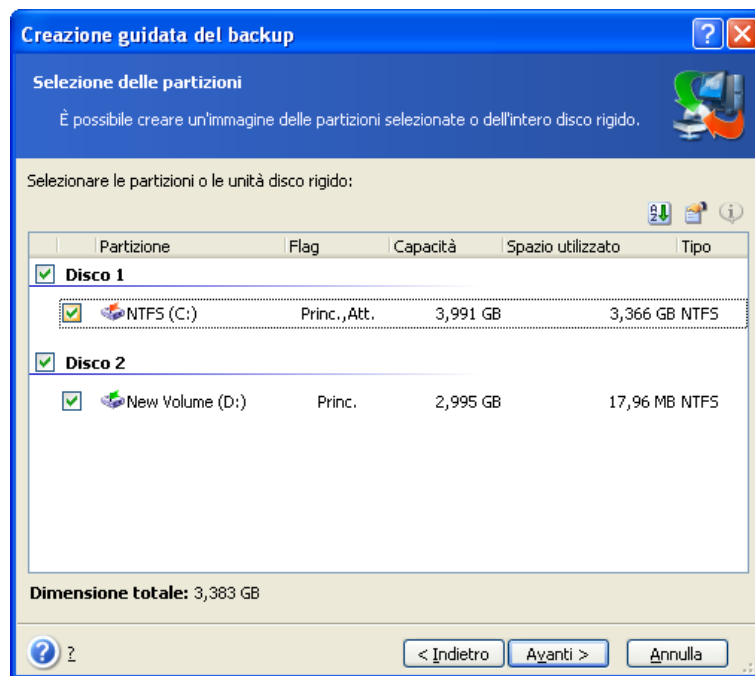 Creazione guidata del backup
Selezione delle partizioni
È possibile creare un'immagine delle partizioni selezionate o dell'intero disco rigido.
Selezionare le partizioni o le unità disco rigido:
Partizione Flag Capacità Spazio utilizzato Tipo
Disco 1
NTFS (C:) Princ.,Att. 3,991 GB 3,366 GB NTFS
Disco 2
New Volume (D:) Princ. 2,995 GB 17,96 MB NTFS
Dimensione totale: 3,383 GB
? < Indietro Avanti > Annulla